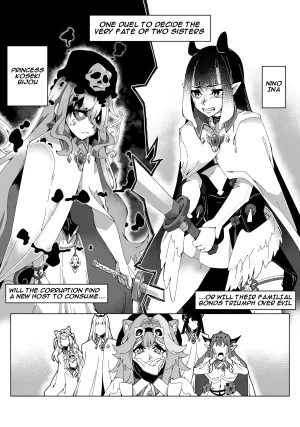 ONE DUEL TO DECIDE THE
VERY FATE OF TWO SISTERS
PRINCESS
KOSEKI
BIJOU
NINO
INA
WILL THE CORRUPTION FIND
A NEW HOST TO CONSUME...
...OR WILL THEIR FAMILIAL
BONDS TRIUMPH OVER EVIL